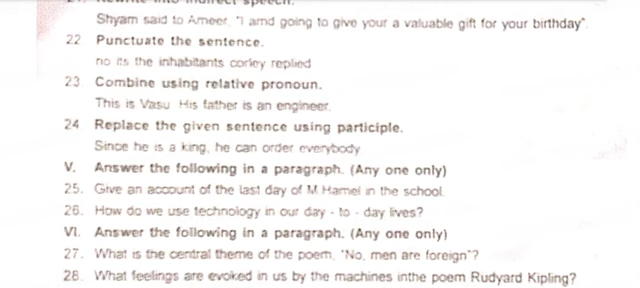 Rewrite into indirect speech.
Shyam said to Ameer, "I amd going to give your a valuable gift for your birthday".
22 Punctuate the sentence.
no its the inhabitants corley replied
23 Combine using relative pronoun.
This is Vasu His father is an engineer.
24 Replace the given sentence using participle.
Since he is a king, he can order everybody
V. Answer the following in a paragraph. (Any one only)
25. Give an account of the last day of M Hamel in the school.
26. How do we use technology in our day - to - day lives?
VI. Answer the following in a paragraph. (Any one only)
27. What is the central theme of the poem, "No, men are foreign"?
28. What feelings are evoked in us by the machines inthe poem Rudyard Kipling?